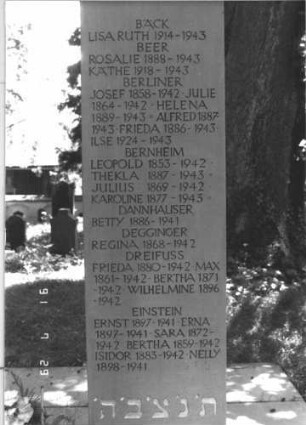 BÄCK
LISA RUTH 1914-1943
BEER
ROSALIE 1888-1943
KÄTHE 1918-1943
BERLINER
JOSEF 1858-1942·JULIE
1864-1942·HELENA
1889-1943·ALFRED 1887
1943·FRIEDA 1886-1943
ILSE 1924-1943
BERNHEIM
LEOPOLD 1853-1942·
THEKLA 1887-1943·
JULIUS 1869-1942
KAROLINE 1877-1943·
DANNHAUSER
BETTY 1886-1941
DEGGINGER
REGINA 1868-1942
DREIFUSS
FRIEDA 1880-1942 MAX
1861-1942·BERTHA 1871
-1942·WILHELMINE 1896
-1942
EINSTEIN
ERNST 1897-1941·ERNA
1897-1941·SARA 1872-
1942·BERTHA 1859-1942
ISIDOR 1883-1942·NELLY
1898-1941
ת'נ'צ'ב'ה'